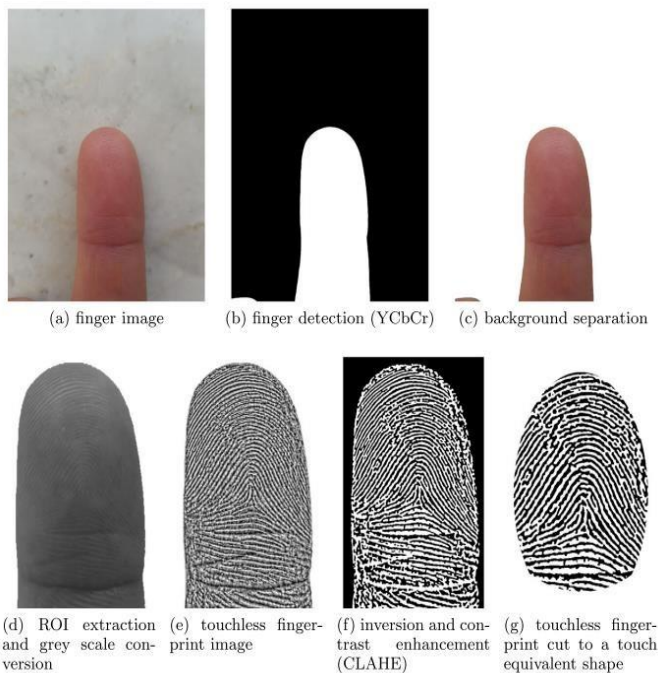 (a) finger image
(b) finger detection (YCbCr)
(c) background separation
(d) ROI extraction
and grey scale con-
version
(e) touchless finger-
print image
(f) inversion and con-
trast enhancement
(CLAHE)
(g) touchless finger-
print cut to a touch
equivalent shape